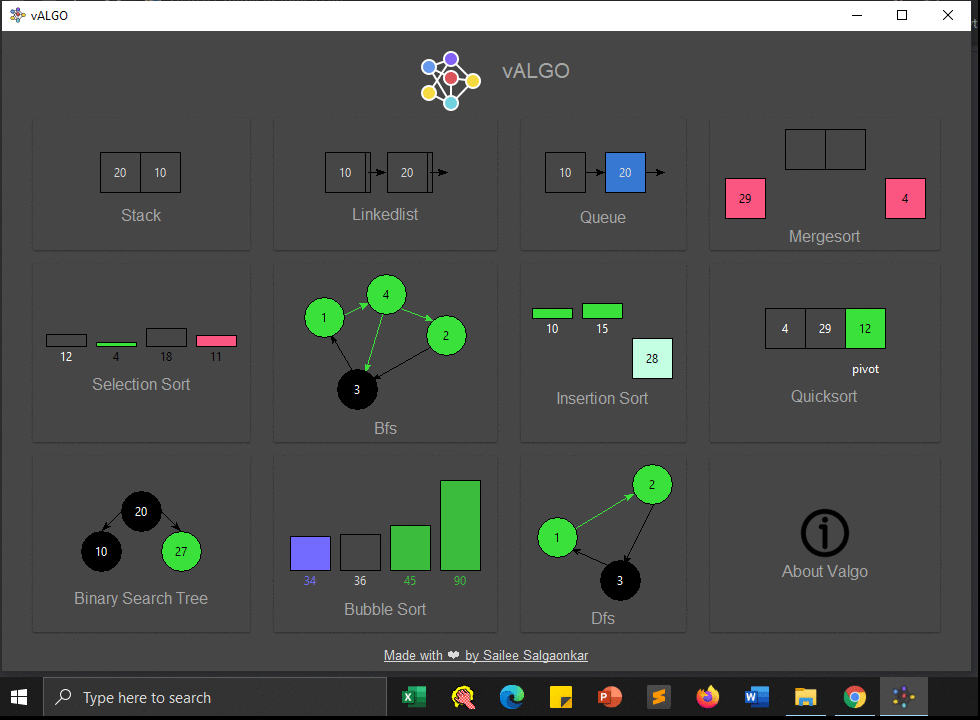 vALGO
vALGO
20 10
Stack
10 20
Linkedlist
10 20
Queue
29 4
Mergesort
12 4 18 11
Selection Sort
1 4 2 3
Bfs
10 15
28
Insertion Sort
4 29 12
pivot
Quicksort
20
10 27
Binary Search Tree
34 36 45 90
Bubble Sort
2
1
3
Dfs
About Valgo
Made with ❤ by Sailee Salgaonkar
Type here to search